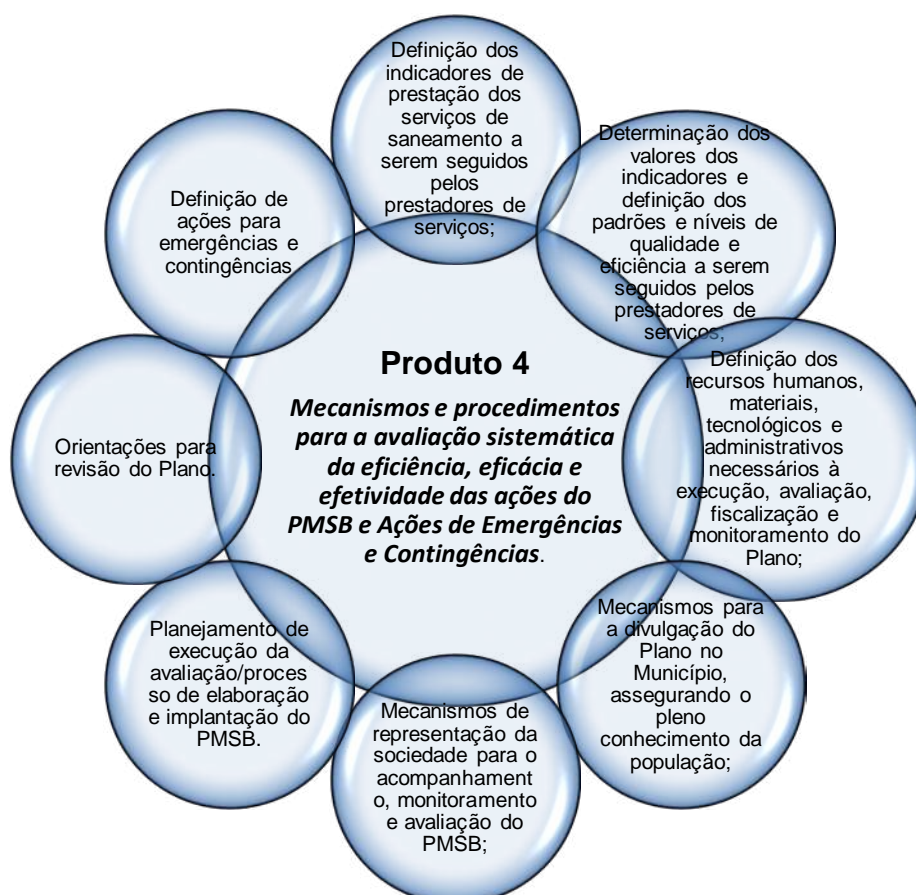 Definição dos
indicadores de
prestação dos
serviços de
saneamento a
serem seguidos
pelos
prestadores de
serviços;
Determinação dos
valores dos
indicadores e
definição dos
padrões e níveis de
qualidade e
eficiência a serem
seguidos pelos
prestadores de
serviços;
Definição dos
recursos humanos,
materiais,
tecnológicos e
administrativos
necessários à
execução, avaliação,
fiscalização e
monitoramento do
Plano;
Mecanismos para
a divulgação do
Plano no
Município,
assegurando o
pleno
conhecimento da
população;
Mecanismos de
representação da
sociedade para o
acompanhament
o, monitoramento
e avaliação do
PMSB;
Planejamento de
execução da
avaliação/proces
so de elaboração
e implantação do
PMSB.
Orientações para
revisão do Plano.
Definição de
ações para
emergências e
contingências
Produto 4
Mecanismos e procedimentos
para a avaliação sistemática
da eficiência, eficácia e
efetividade das ações do
PMSB e Ações de Emergências
e Contingências.